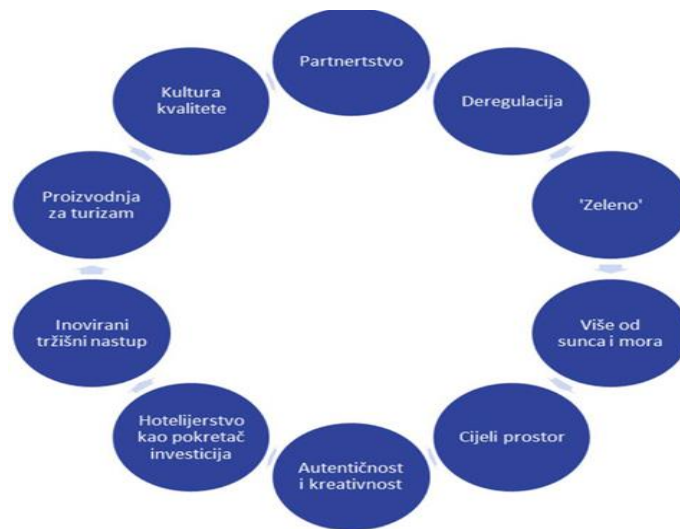 Partnertstvo
Deregulacija
'Zeleno'
Više od
sunca i mora
Cijeli prostor
Autentičnost
i kreativnost
Hotelijerstvo
kao pokretač
investicija
Inovirani
tržišni nastup
Proizvodnja
za turizam
Kultura
kvalitete